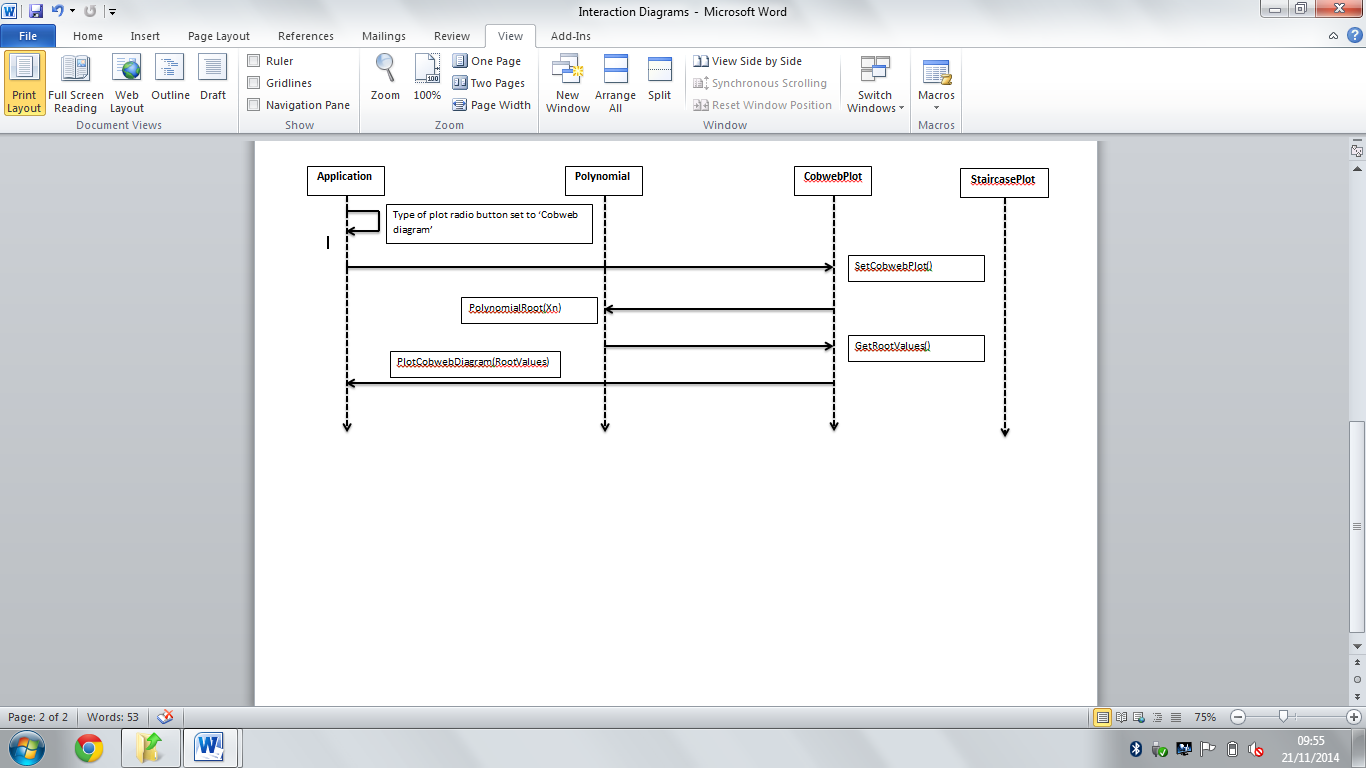 Interaction Diagrams - Microsoft Word
File Home Insert Page Layout References Mailings Review View Add-Ins
Print Layout
Full Screen Reading
Web Layout
Outline
Draft
Document Views
Ruler
Gridlines
Navigation Pane
Show
Zoom
100%
One Page
Two Pages
Page Width
Zoom
New Window
Arrange All
Split
View Side by Side
Synchronous Scrolling
Reset Window Position
Window
Switch Windows
Macros
Macros
Application Polynomial CobwebPlot StaircasePlot
Type of plot radio button set to ‘Cobweb
diagram’
SetCobwebPlot()
PolynomialRoot(Xn)
GetRootValues()
PlotCobwebDiagram(RootValues)
Page: 2 of 2 Words: 53 75%
09:55
21/11/2014